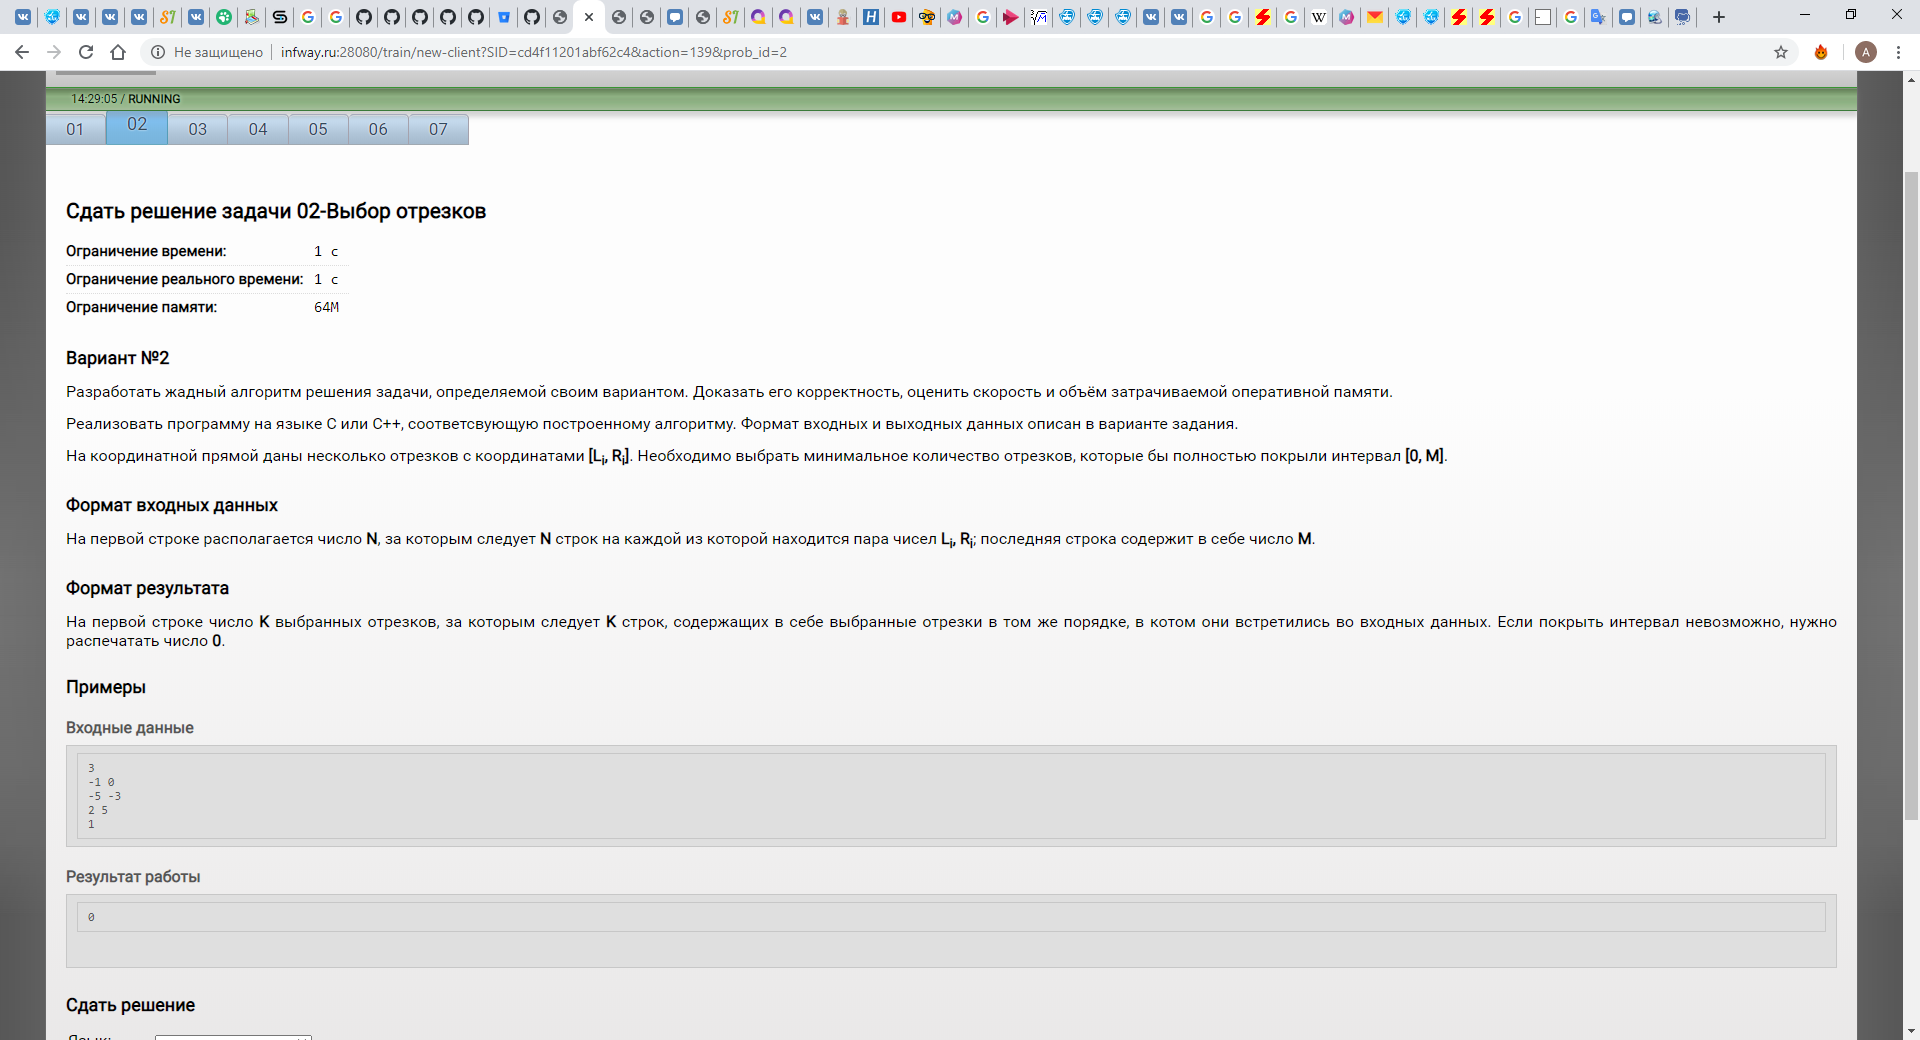 Не защищено
infway.ru:28080/train/new-client?SID=cd4f11201abf62c4&action=139&prob_id=2
A
14:29:05 / RUNNING
01 02 03 04 05 06 07
Сдать решение задачи 02-Выбор отрезков
Ограничение времени: 1 с
Ограничение реального времени: 1 с
Ограничение памяти: 64M
Вариант №2
Разработать жадный алгоритм решения задачи, определяемой своим вариантом. Доказать его корректность, оценить скорость и объём затрачиваемой оперативной памяти.
Реализовать программу на языке C или C++, соответсвующую построенному алгоритму. Формат входных и выходных данных описан в варианте задания.
На координатной прямой даны несколько отрезков с координатами [Li, Ri]. Необходимо выбрать минимальное количество отрезков, которые бы полностью покрыли интервал [0, M].
Формат входных данных
На первой строке располагается число N, за которым следует N строк на каждой из которой находится пара чисел Li, Ri; последняя строка содержит в себе число M.
Формат результата
На первой строке число K выбранных отрезков, за которым следует K строк, содержащих в себе выбранные отрезки в том же порядке, в котом они встретились во входных данных. Если покрыть интервал невозможно, нужно
распечатать число 0.
Примеры
Входные данные
3
-1 0
-5 -3
2 5
1
Результат работы
0
Сдать решение